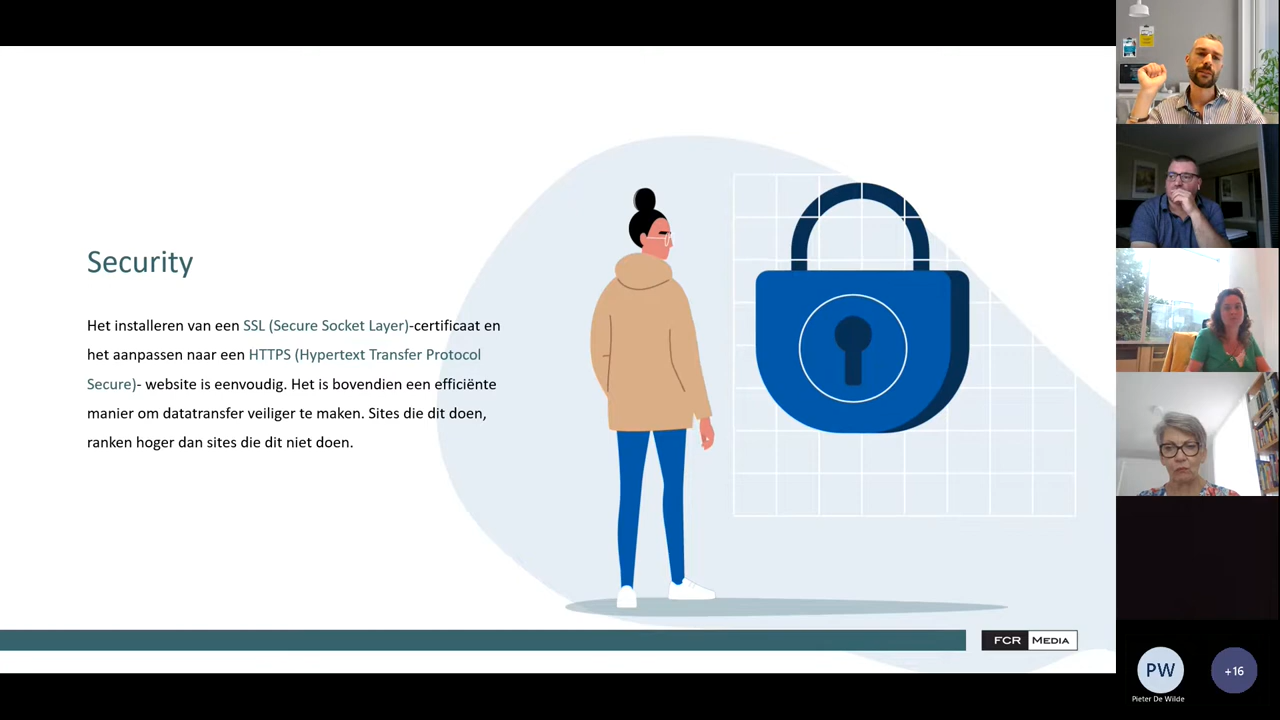 Security
Het installeren van een SSL (Secure Socket Layer)-certificaat en
het aanpassen naar een HTTPS (Hypertext Transfer Protocol
Secure)- website is eenvoudig. Het is bovendien een efficiënte
manier om datatransfer veiliger te maken. Sites die dit doen,
ranken hoger dan sites die dit niet doen.
FCR MEDIA
PW
+16
Pieter De Wilde